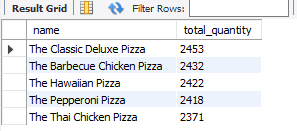 Result Grid Filter Rows:
name total_quantity
The Classic Deluxe Pizza 2453
The Barbecue Chicken Pizza 2432
The Hawaiian Pizza 2422
The Pepperoni Pizza 2418
The Thai Chicken Pizza 2371